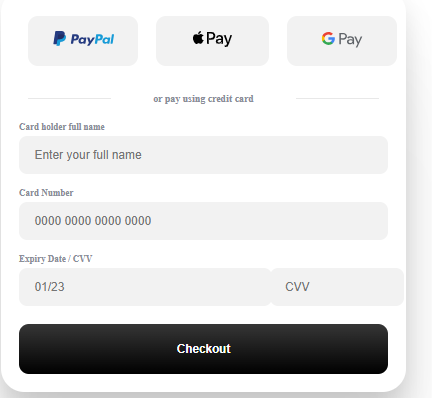 PayPal Pay G Pay
or pay using credit card
Card holder full name
Enter your full name
Card Number
0000 0000 0000 0000
Expiry Date / CVV
01/23 CVV
Checkout